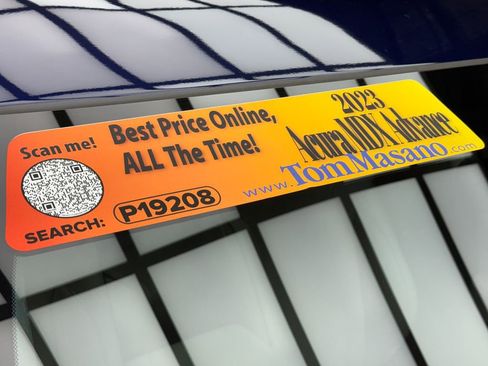 Scan me!
SEARCH:
Best Price Online,
ALL The Time!
P19208
2023
Acura MDX Advance
www.TomMasano.com